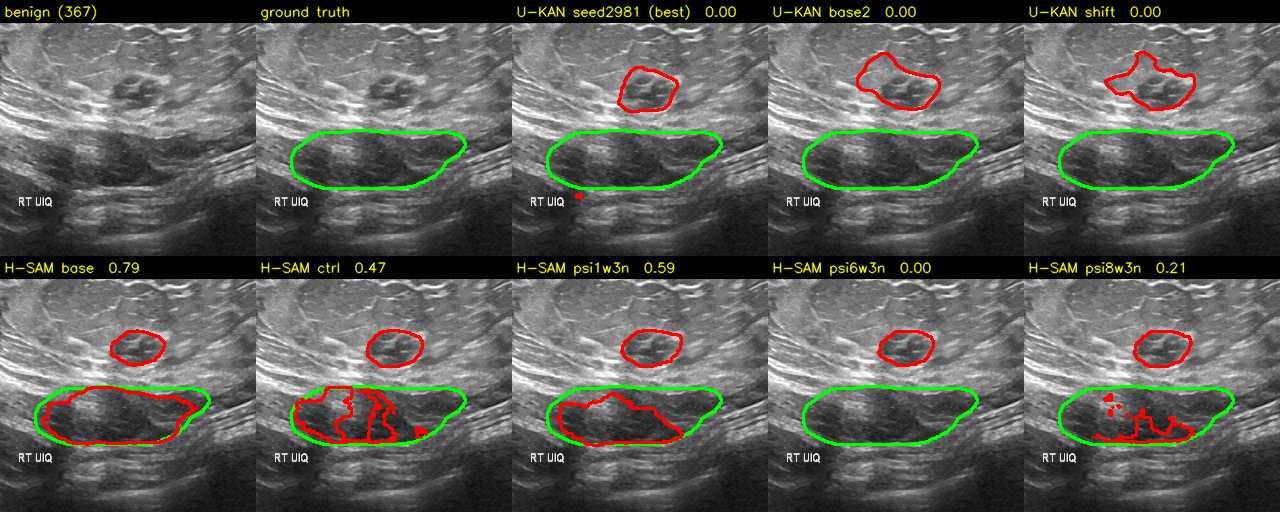 benign (367)
ground truth
U-KAN seed2981 (best) 0.00
U-KAN base2 0.00
U-KAN shift 0.00
RT UIQ
RT UIQ
RT UIQ
RT UIQ
RT UIQ
H-SAM base 0.79
H-SAM ctrl 0.47
H-SAM psi1w3n 0.59
H-SAM psi6w3n 0.00
H-SAM psi8w3n 0.21
RT UIQ
RT UIQ
RT UIQ
RT UIQ
RT UIQ